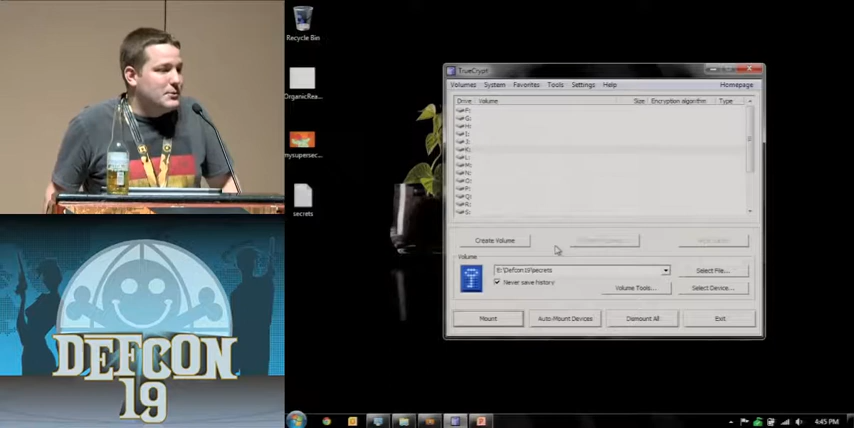 Recycle Bin
OrganicRea...
mysupersec...
secrets
TrueCrypt
Volumes System Favorites Tools Settings Help Homepage
Drive Volume Size Encryption algorithm Type
F:
G:
H:
I:
J:
K:
L:
M:
N:
O:
P:
Q:
R:
S:
Create Volume
Volume
E:\Defcon19\secrets
Select File...
Never save history
Volume Tools...
Select Device...
Mount
Auto-Mount Devices
Dismount All
Exit
4:45 PM
DEFCON
19